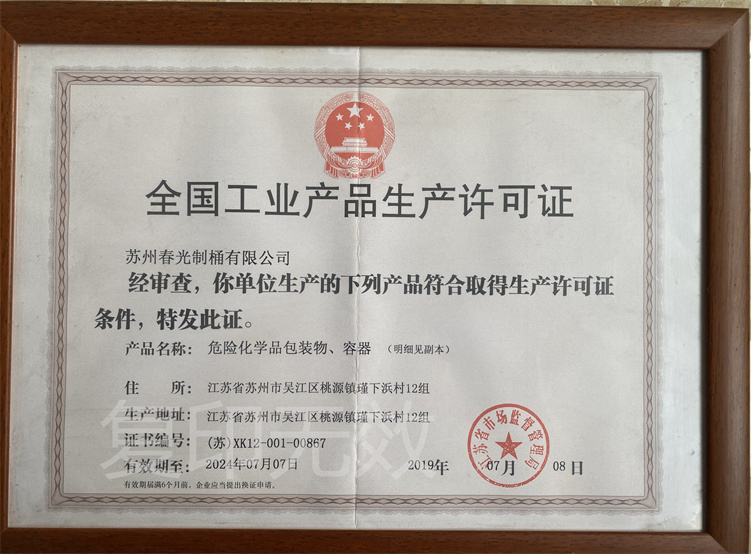 全国工业产品生产许可证
苏州春光制桶有限公司
经审查，你单位生产的下列产品符合取得生产许可证
条件，特发此证。
产品名称： 危险化学品包装物、容器 （明细见副本）
住 所： 江苏省苏州市吴江区桃源镇瑾下浜村12组
生产地址： 江苏省苏州市吴江区桃源镇瑾下浜村12组
证书编号： (苏)XK12-001-00867
有效期至： 2024年07月07日
2019年 07月 08日
有效期届满6个月前，企业应当提出换证申请。
江苏省市场监督管理局
复印无效